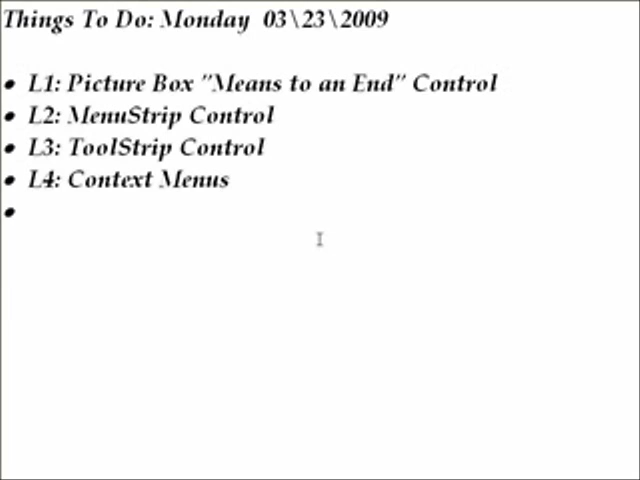 Things To Do: Monday 03\23\2009
• L1: Picture Box "Means to an End" Control
• L2: MenuStrip Control
• L3: ToolStrip Control
• L4: Context Menus
•